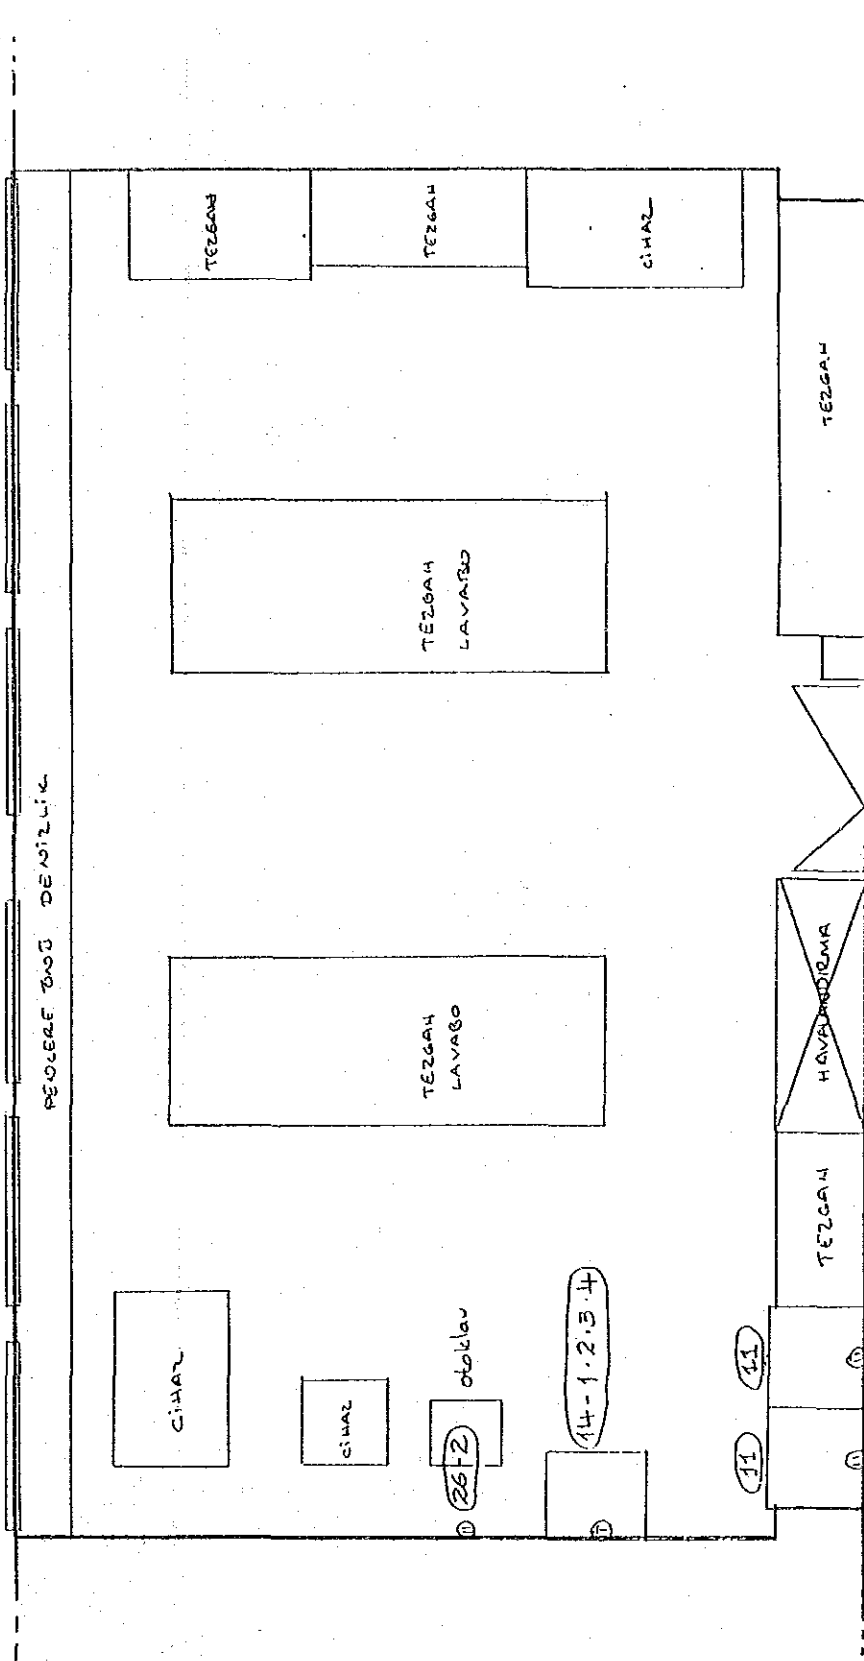 TEZGAH
TEZGAH
CİHAZ
TEZGAH
TEZGAH
LAVABO
PENCERE ÖNÜ DENİZLİK
TEZGAH
LAVABO
HAVALANDIRMA
TEZGAH
CİHAZ
CİHAZ
otoklav
26-2
14-1.2.3.4
11
11